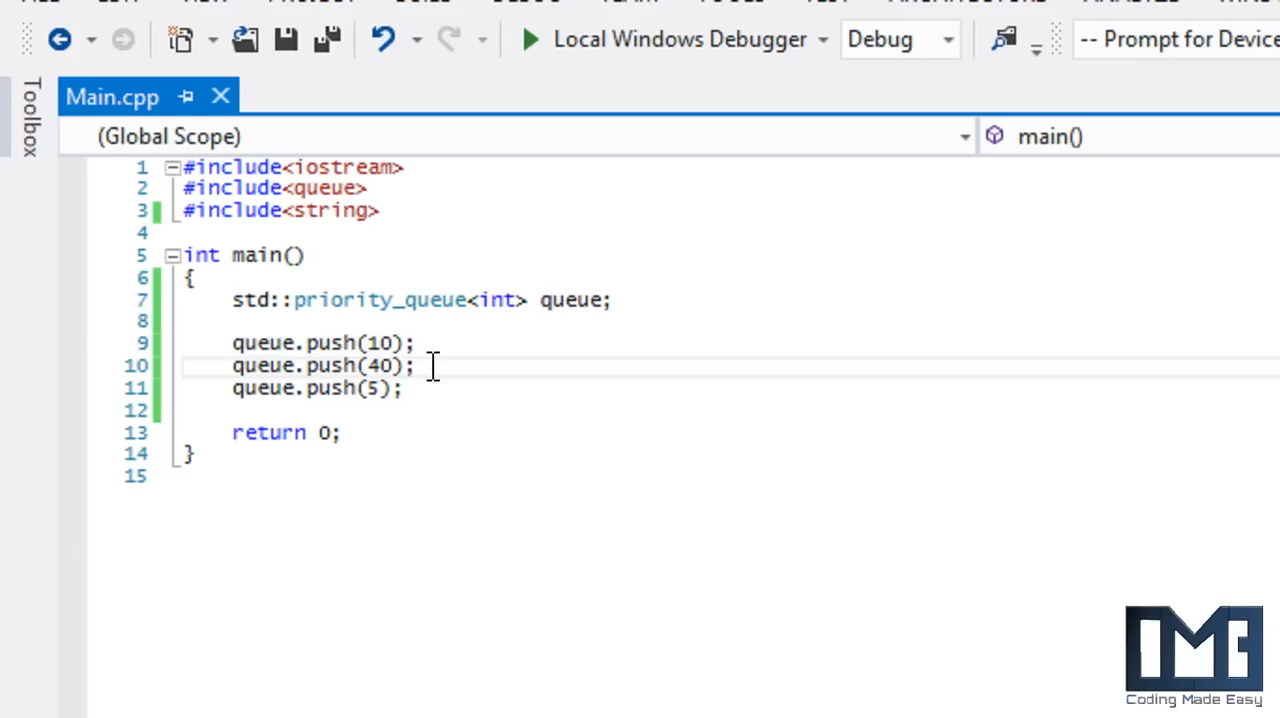 Local Windows Debugger Debug -- Prompt for Device
Toolbox
Main.cpp
(Global Scope) main()
1 #include<iostream>
2 #include<queue>
3 #include<string>
4
5 int main()
6 {
7 std::priority_queue<int> queue;
8
9 queue.push(10);
10 queue.push(40);
11 queue.push(5);
12
13 return 0;
14 }
15
Coding Made Easy